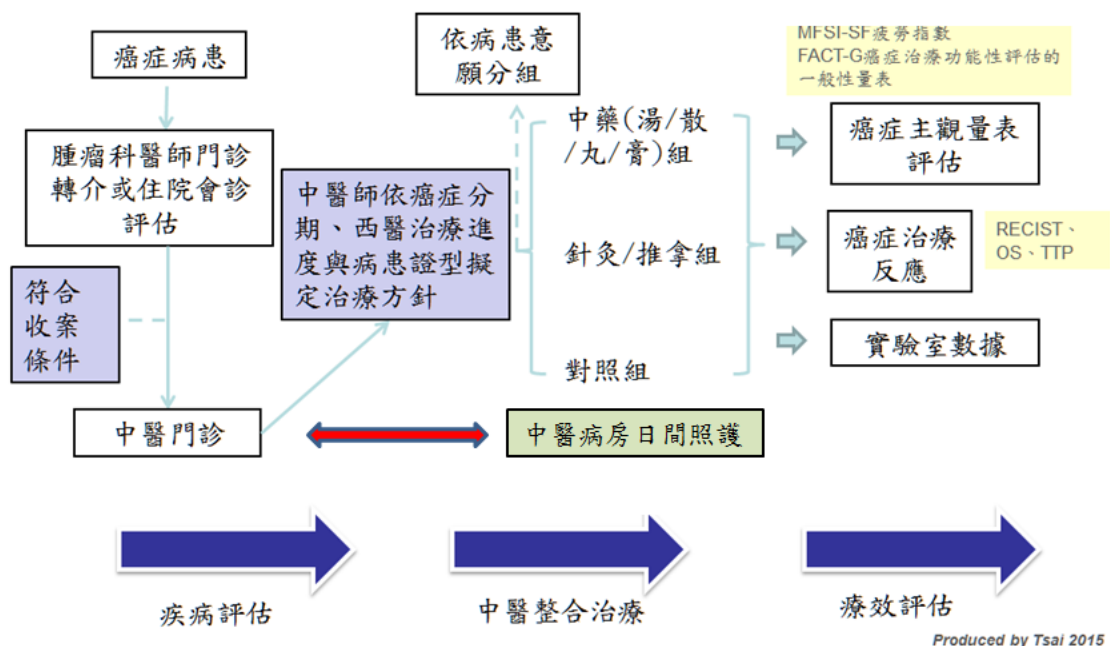 癌症病患
腫瘤科醫師門診
轉介或住院會診
評估
符合
收案
條件
中醫門診
中醫師依癌症分
期、西醫治療進
度與病患證型擬
定治療方針
依病患意
願分組
中藥(湯/散
/丸/膏)組
針灸/推拿組
對照組
中醫病房日間照護
MFSI-SF疲勞指數
FACT-G癌症治療功能性評估的
一般性量表
癌症主觀量表
評估
癌症治療
反應
RECIST、
OS、TTP
實驗室數據
疾病評估
中醫整合治療
療效評估
Produced by Tsai 2015